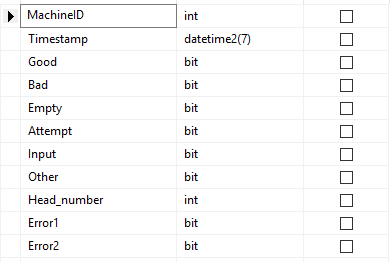 MachineID int
Timestamp datetime2(7)
Good bit
Bad bit
Empty bit
Attempt bit
Input bit
Other bit
Head_number int
Error1 bit
Error2 bit